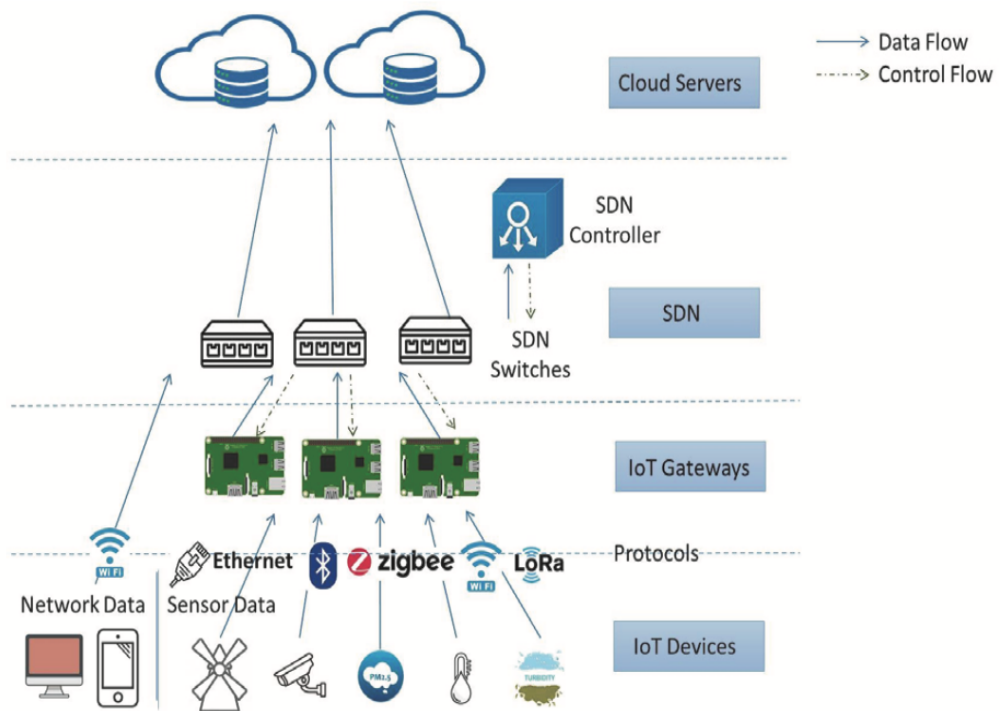 Data Flow
Control Flow
Cloud Servers
SDN
Controller
SDN
SDN
Switches
IoT Gateways
Wi Fi
Ethernet
zigbee
Wi Fi
LoRa
Protocols
Network Data
Sensor Data
IoT Devices
PM2.5
TURBIDITY